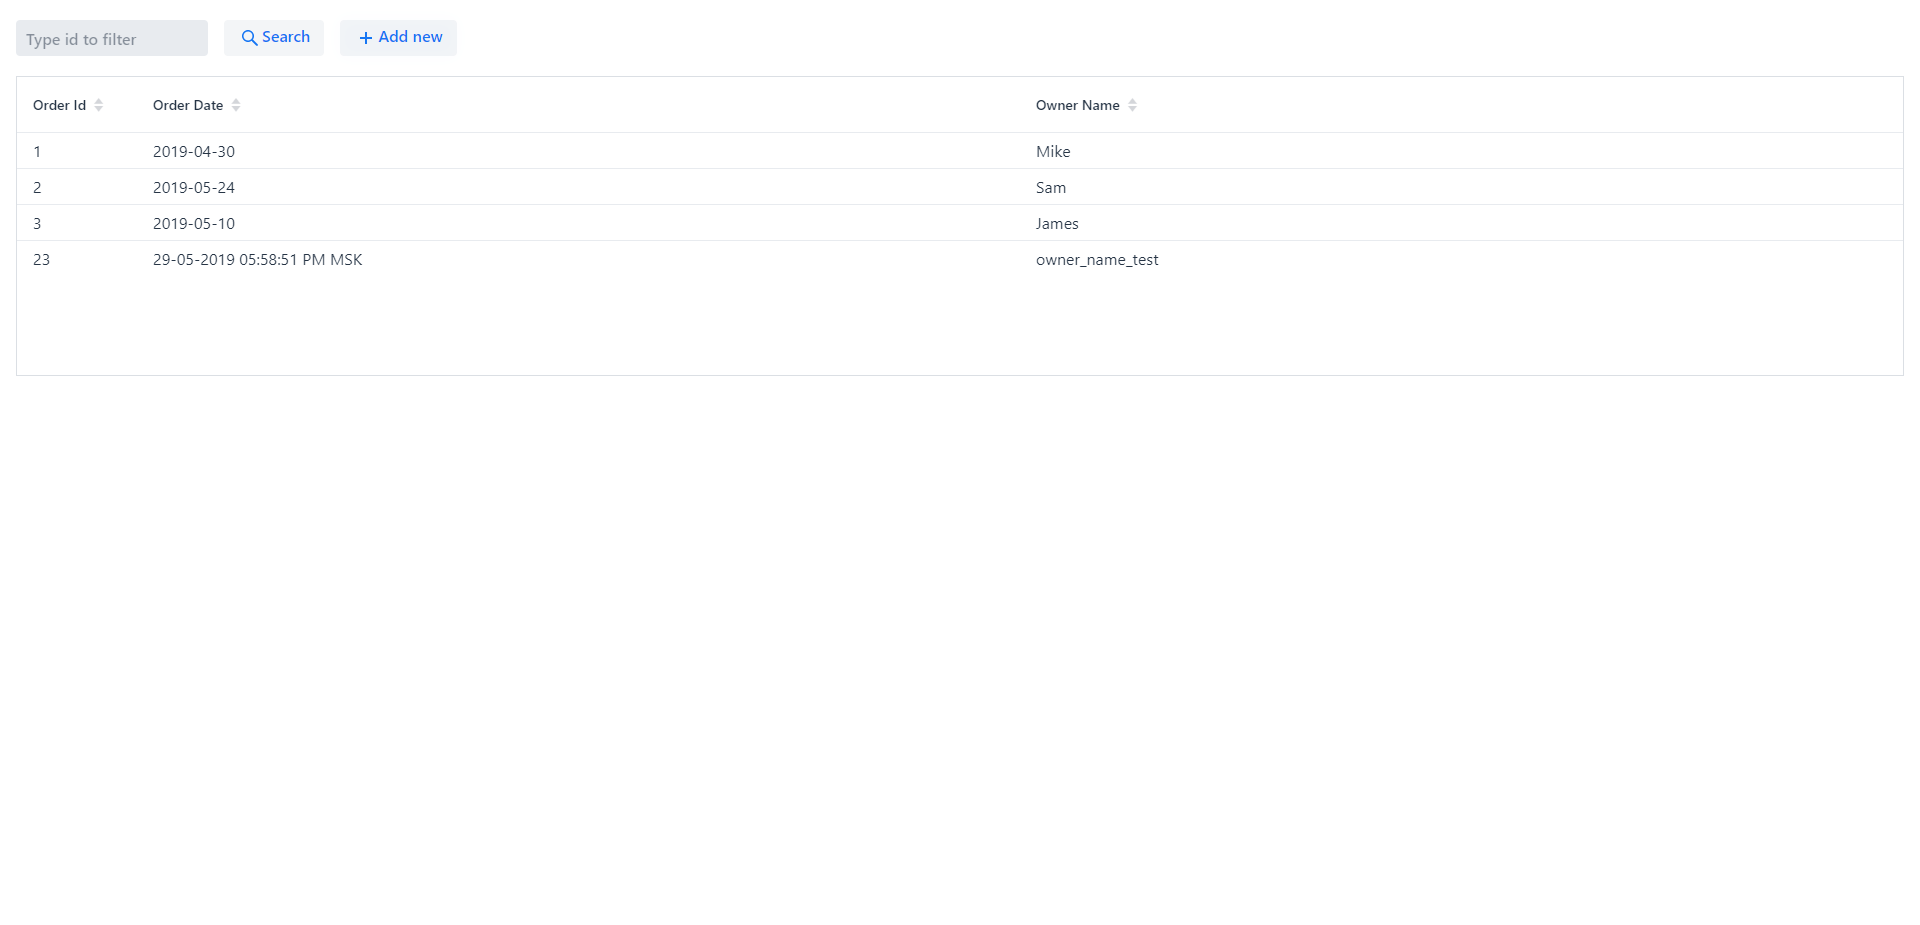 Type id to filter Search + Add new
Order Id Order Date Owner Name
1 2019-04-30 Mike
2 2019-05-24 Sam
3 2019-05-10 James
23 29-05-2019 05:58:51 PM MSK owner_name_test